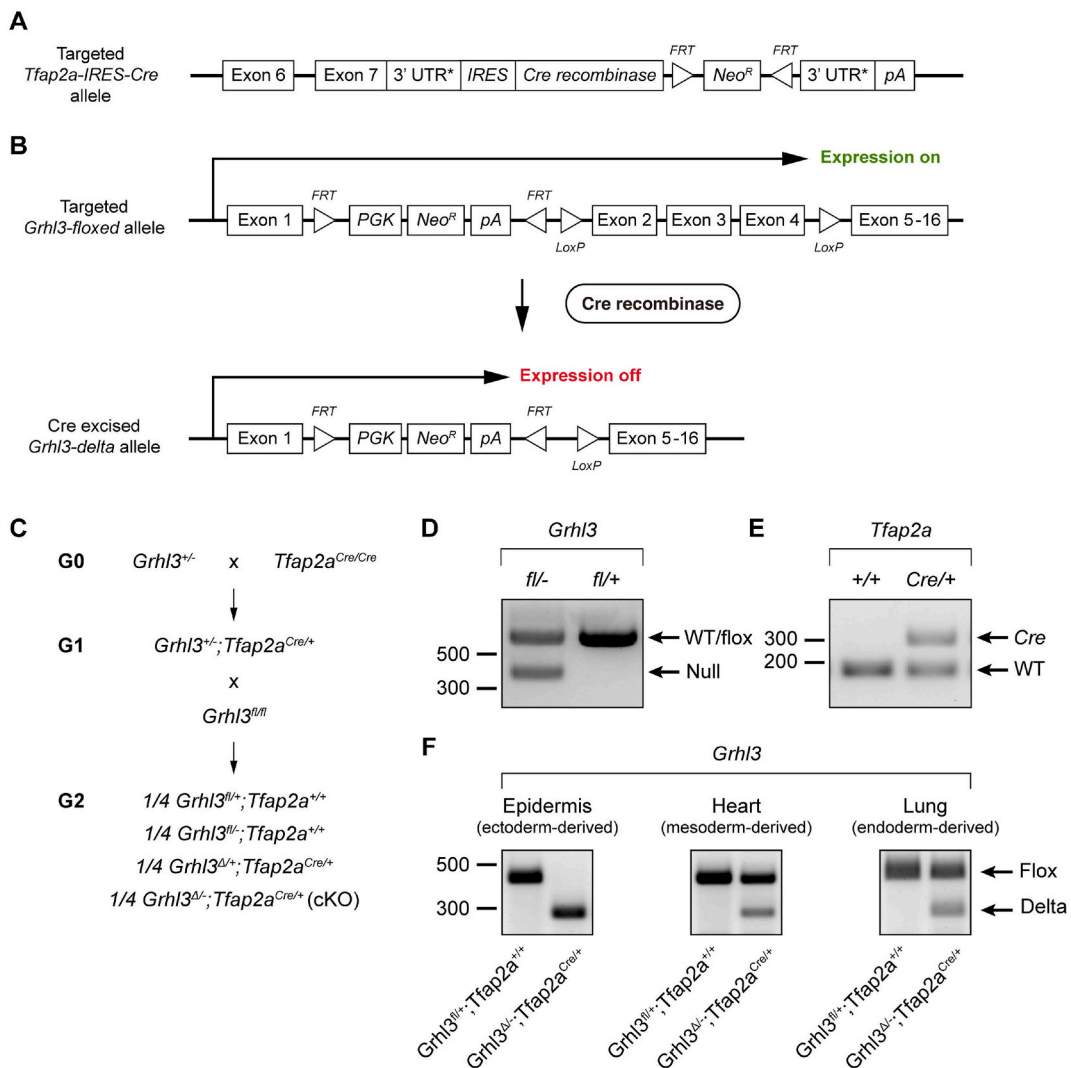 A
Targeted
Tfap2a-IRES-Cre
allele
Exon 6
Exon 7
3' UTR*
IRES
Cre recombinase
FRT
Neo^R
FRT
3' UTR*
pA
B
Expression on
Targeted
Grhl3-floxed allele
Exon 1
FRT
PGK
Neo^R
pA
FRT
LoxP
Exon 2
Exon 3
Exon 4
LoxP
Exon 5-16
Cre recombinase
Expression off
Cre excised
Grhl3-delta allele
Exon 1
FRT
PGK
Neo^R
pA
FRT
LoxP
Exon 5-16
C
G0 Grhl3^+/- x Tfap2a^Cre/Cre
G1 Grhl3^+/-;Tfap2a^Cre/+
x
Grhl3^fl/fl
G2 1/4 Grhl3^fl/+;Tfap2a^+/+
1/4 Grhl3^fl/-;Tfap2a^+/+
1/4 Grhl3^Δ/+;Tfap2a^Cre/+
1/4 Grhl3^Δ/-;Tfap2a^Cre/+ (cKO)
D
Grhl3
fl/- fl/+
500
300
WT/flox
Null
E
Tfap2a
+/+ Cre/+
300
200
Cre
WT
F
Grhl3
Epidermis
(ectoderm-derived)
Heart
(mesoderm-derived)
Lung
(endoderm-derived)
500
300
Flox
Delta
Grhl3^fl/+;Tfap2a^+/+
Grhl3^Δ/-;Tfap2a^Cre/+
Grhl3^fl/+;Tfap2a^+/+
Grhl3^Δ/-;Tfap2a^Cre/+
Grhl3^fl/+;Tfap2a^+/+
Grhl3^Δ/-;Tfap2a^Cre/+